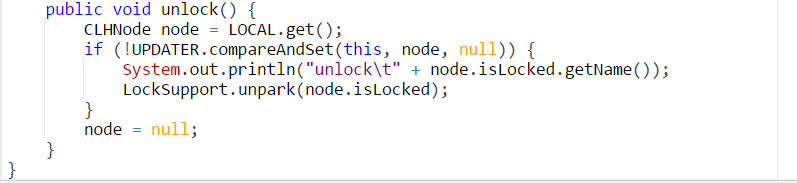 public void unlock() {
CLHNode node = LOCAL.get();
if (!UPDATER.compareAndSet(this, node, null)) {
System.out.println("unlock\t" + node.isLocked.getName());
LockSupport.unpark(node.isLocked);
}
node = null;
}
}